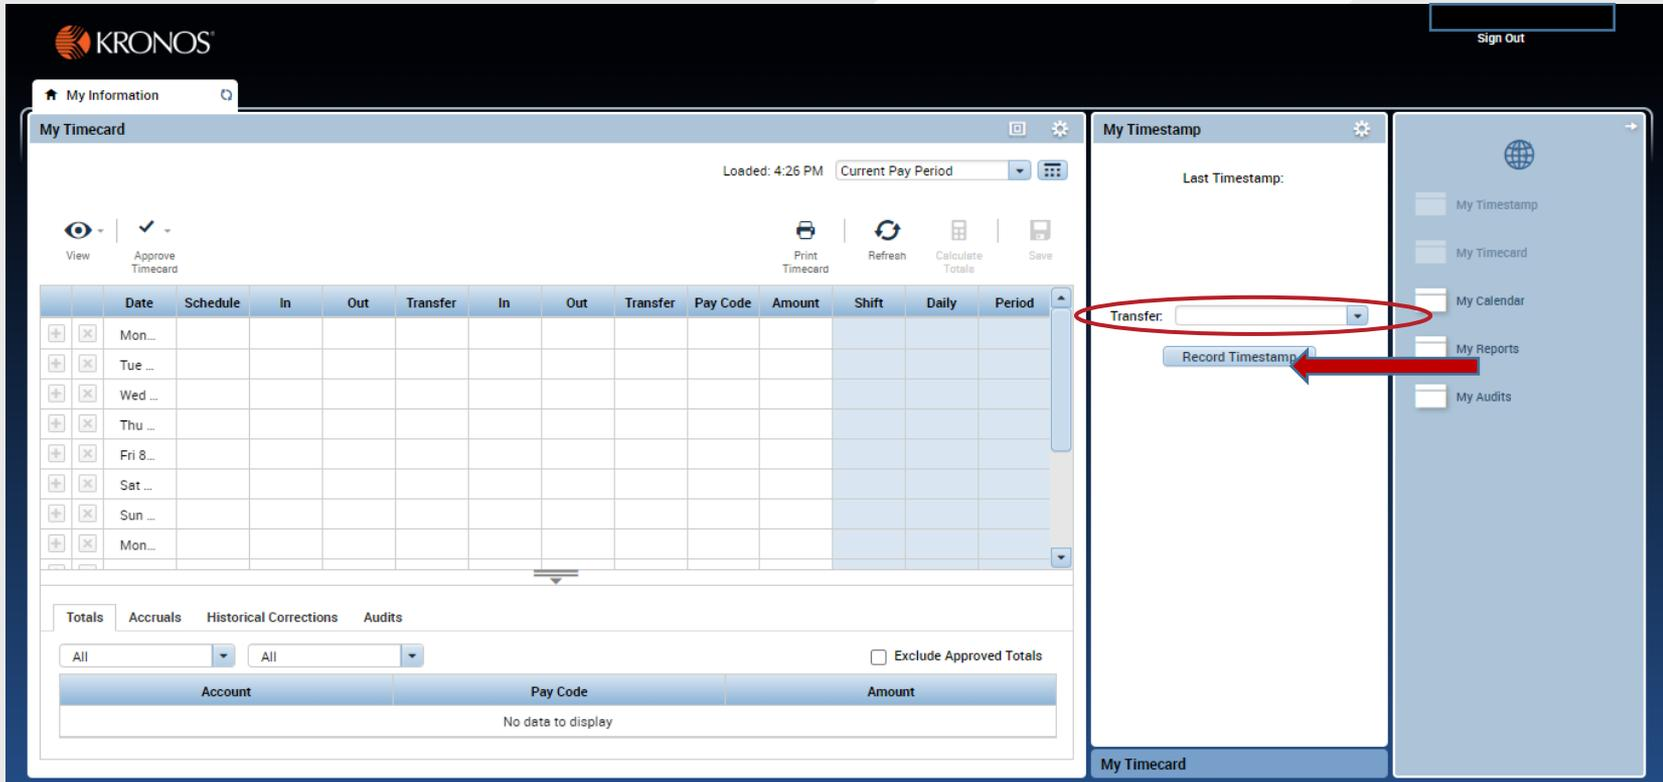 KRONOS
Sign Out
My Information
My Timecard
Loaded: 4:26 PM Current Pay Period
View
Approve
Timecard
Print
Timecard
Refresh
Calculate
Totals
Save
Date Schedule In Out Transfer In Out Transfer Pay Code Amount Shift Daily Period
Mon...
Tue ...
Wed ...
Thu ...
Fri 8...
Sat ...
Sun ...
Mon...
Totals Accruals Historical Corrections Audits
All All Exclude Approved Totals
Account Pay Code Amount
No data to display
My Timestamp
Last Timestamp:
Transfer:
Record Timestamp
My Timecard
My Timestamp
My Timecard
My Calendar
My Reports
My Audits